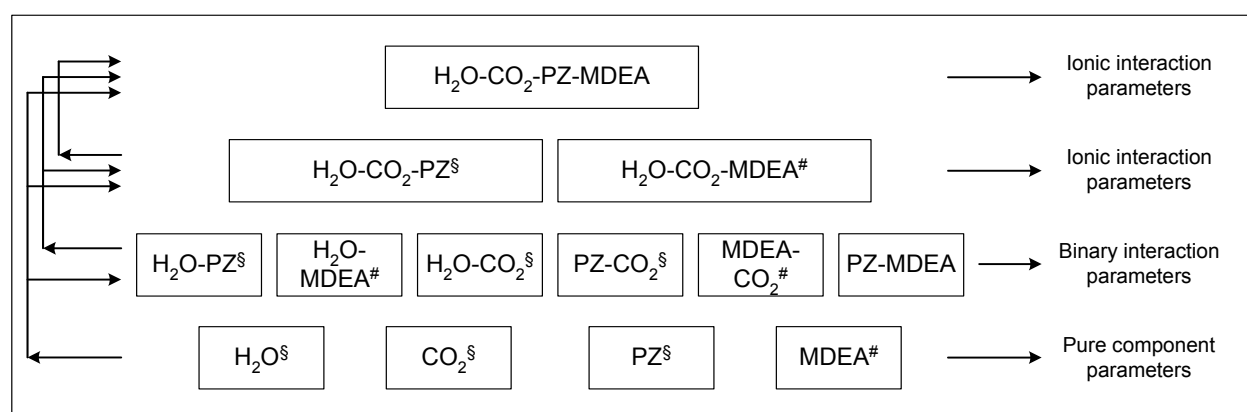 H₂O-CO₂-PZ-MDEA
Ionic interaction
parameters
H₂O-CO₂-PZ§
H₂O-CO₂-MDEA#
Ionic interaction
parameters
H₂O-PZ§
H₂O-
MDEA#
H₂O-CO₂§
PZ-CO₂§
MDEA-
CO₂#
PZ-MDEA
Binary interaction
parameters
H₂O§
CO₂§
PZ§
MDEA#
Pure component
parameters